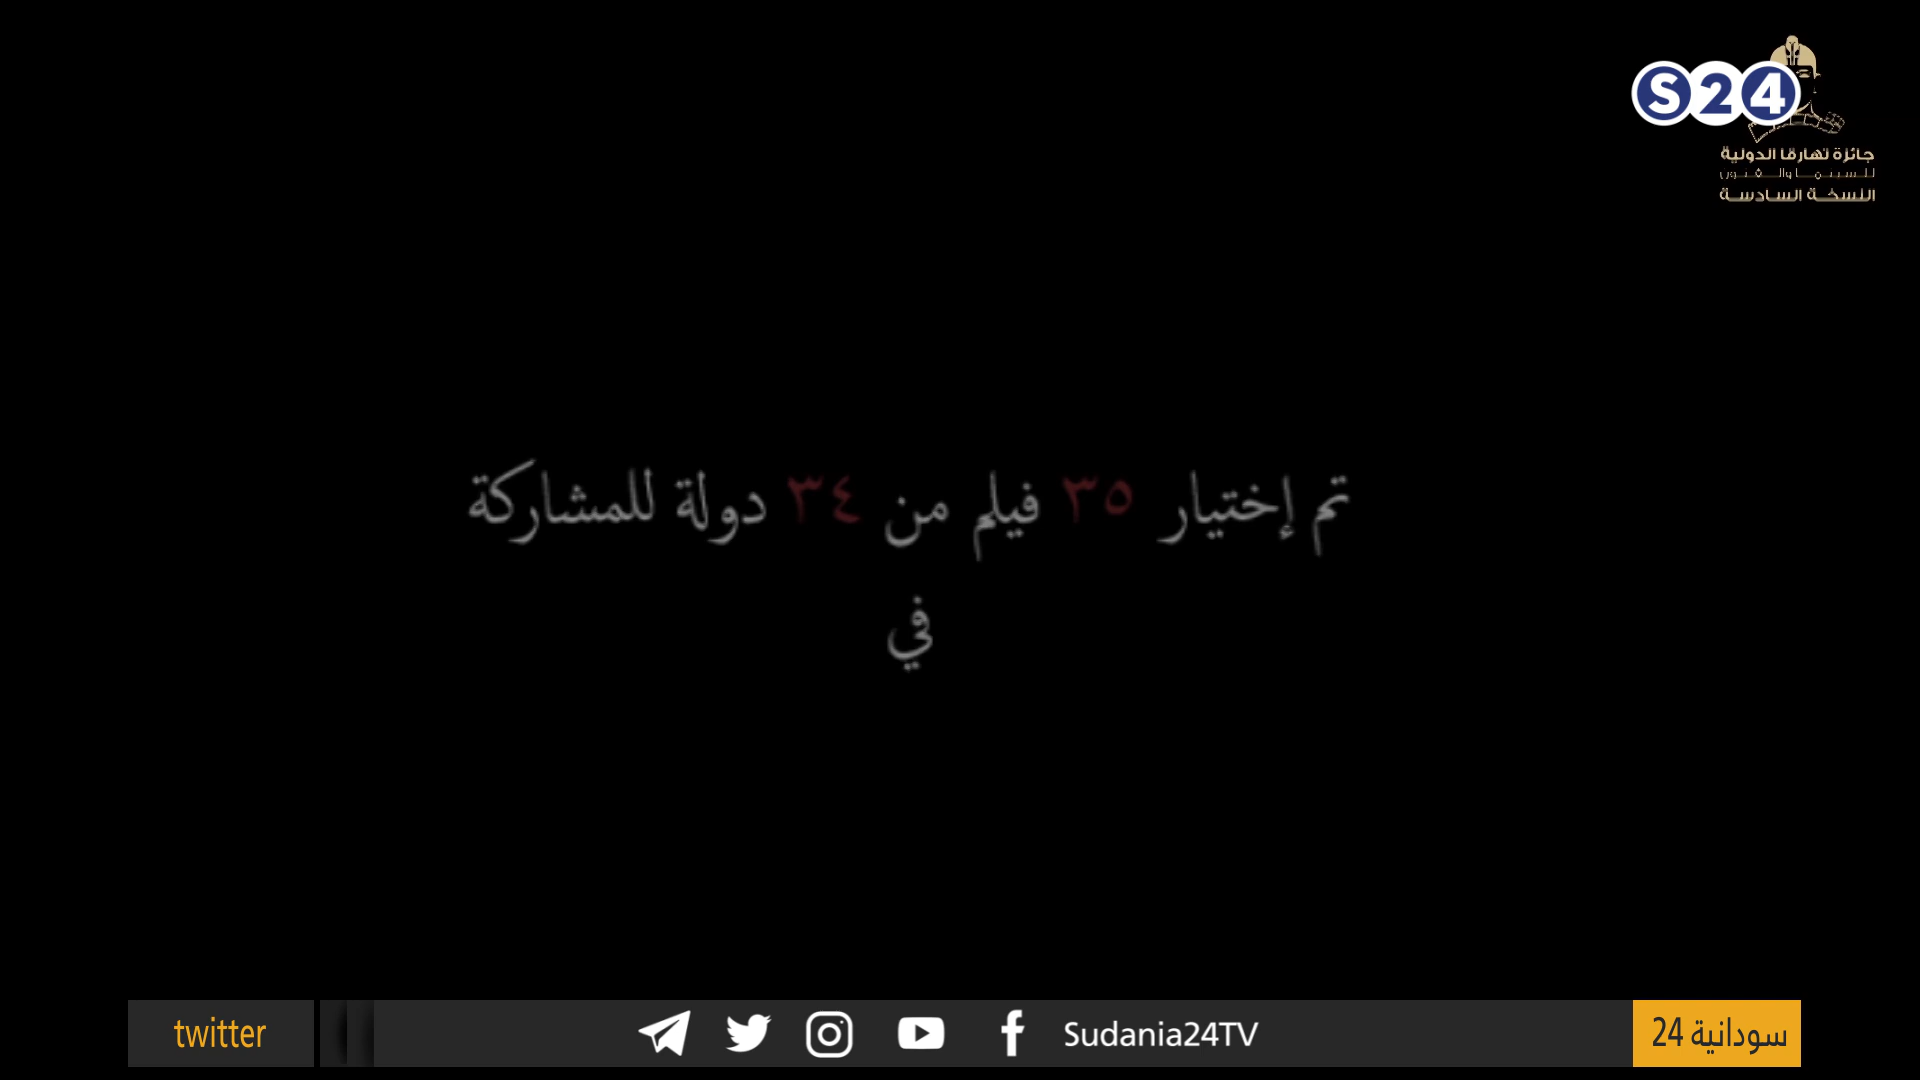 S24
جائزة تهارقا الدولية
للسينما والفنون
النسخة السادسة
تم إختيار ٣٥ فيلم من ٣٤ دولة للمشاركة
في
twitter
Sudania24TV
سودانية 24